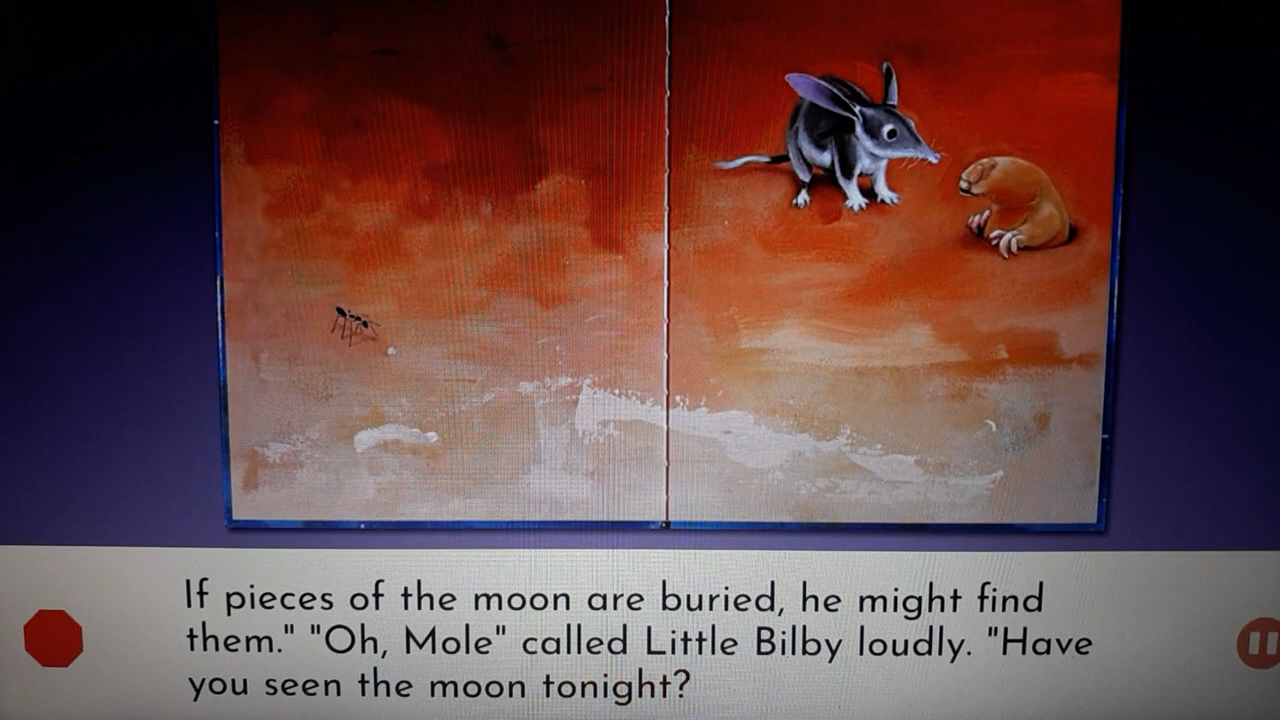 If pieces of the moon are buried, he might find
them." "Oh, Mole" called Little Bilby loudly. "Have
you seen the moon tonight?